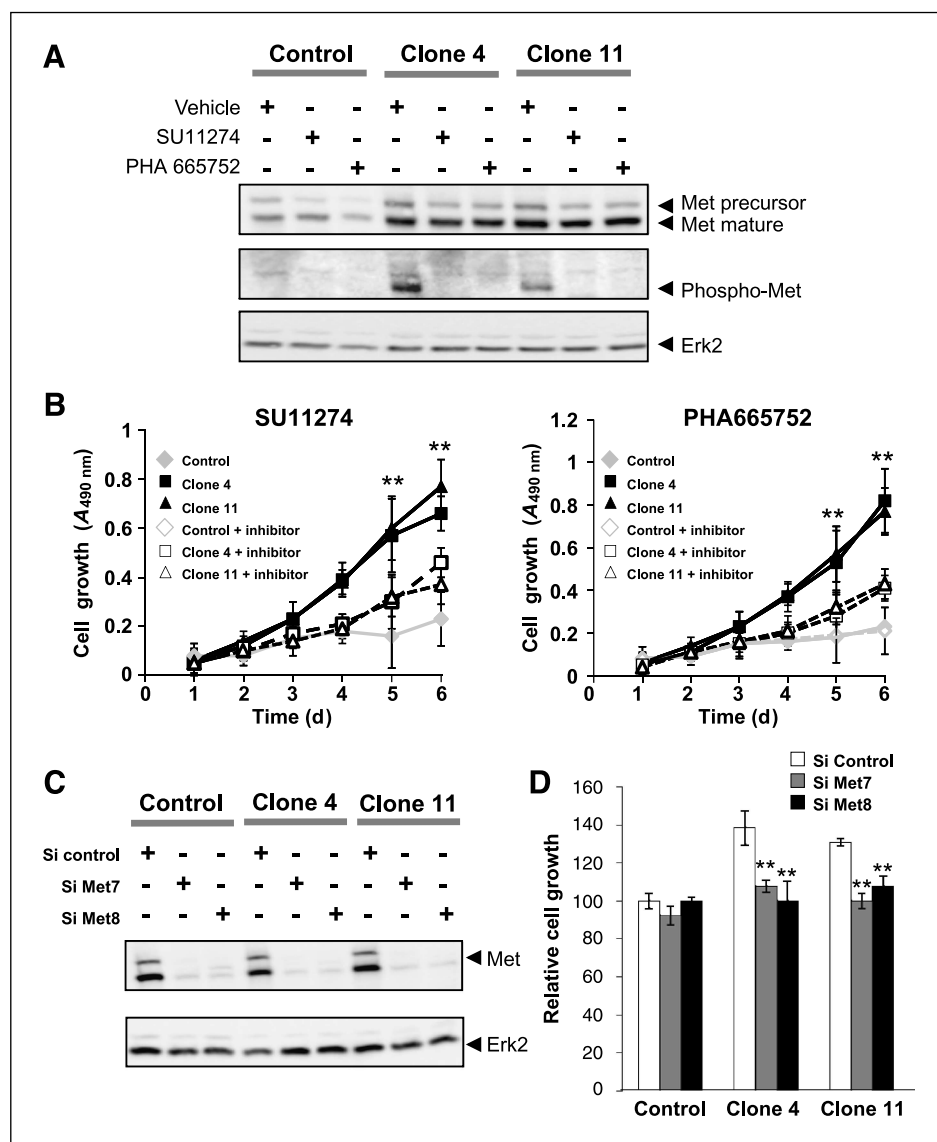 A
Control Clone 4 Clone 11
Vehicle + - - + - - + - -
SU11274 - + - - + - - + -
PHA 665752 - - + - - + - - +
Met precursor
Met mature
Phospho-Met
Erk2
B
SU11274
Cell growth (A490 nm)
1
0.8
0.6
0.4
0.2
0
Control
Clone 4
Clone 11
Control + inhibitor
Clone 4 + inhibitor
Clone 11 + inhibitor
** **
0 1 2 3 4 5 6
Time (d)
PHA665752
Cell growth (A490 nm)
1.2
1
0.8
0.6
0.4
0.2
0
Control
Clone 4
Clone 11
Control + inhibitor
Clone 4 + inhibitor
Clone 11 + inhibitor
** **
0 1 2 3 4 5 6
Time (d)
C
Control Clone 4 Clone 11
Si control + - - + - - + - -
Si Met7 - + - - + - - + -
Si Met8 - - + - - + - - +
Met
Erk2
D
Si Control
Si Met7
Si Met8
Relative cell growth
160
140
120
100
80
60
40
20
0
** ** ** **
Control Clone 4 Clone 11